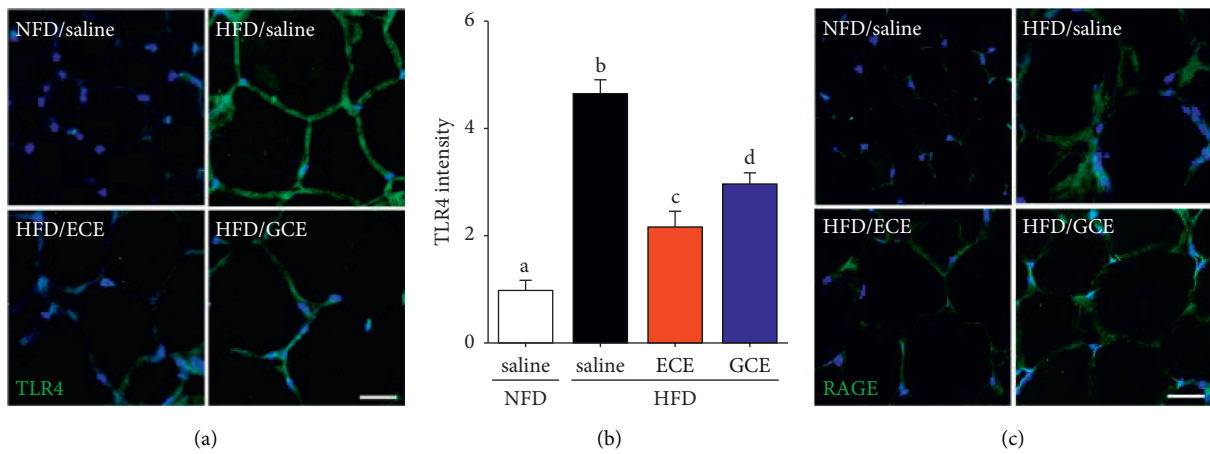 NFD/saline
HFD/saline
HFD/ECE
HFD/GCE
TLR4
(a)
TLR4 intensity
6
4
2
0
a
b
c
d
saline
saline
ECE
GCE
NFD
HFD
(b)
NFD/saline
HFD/saline
HFD/ECE
HFD/GCE
RAGE
(c)